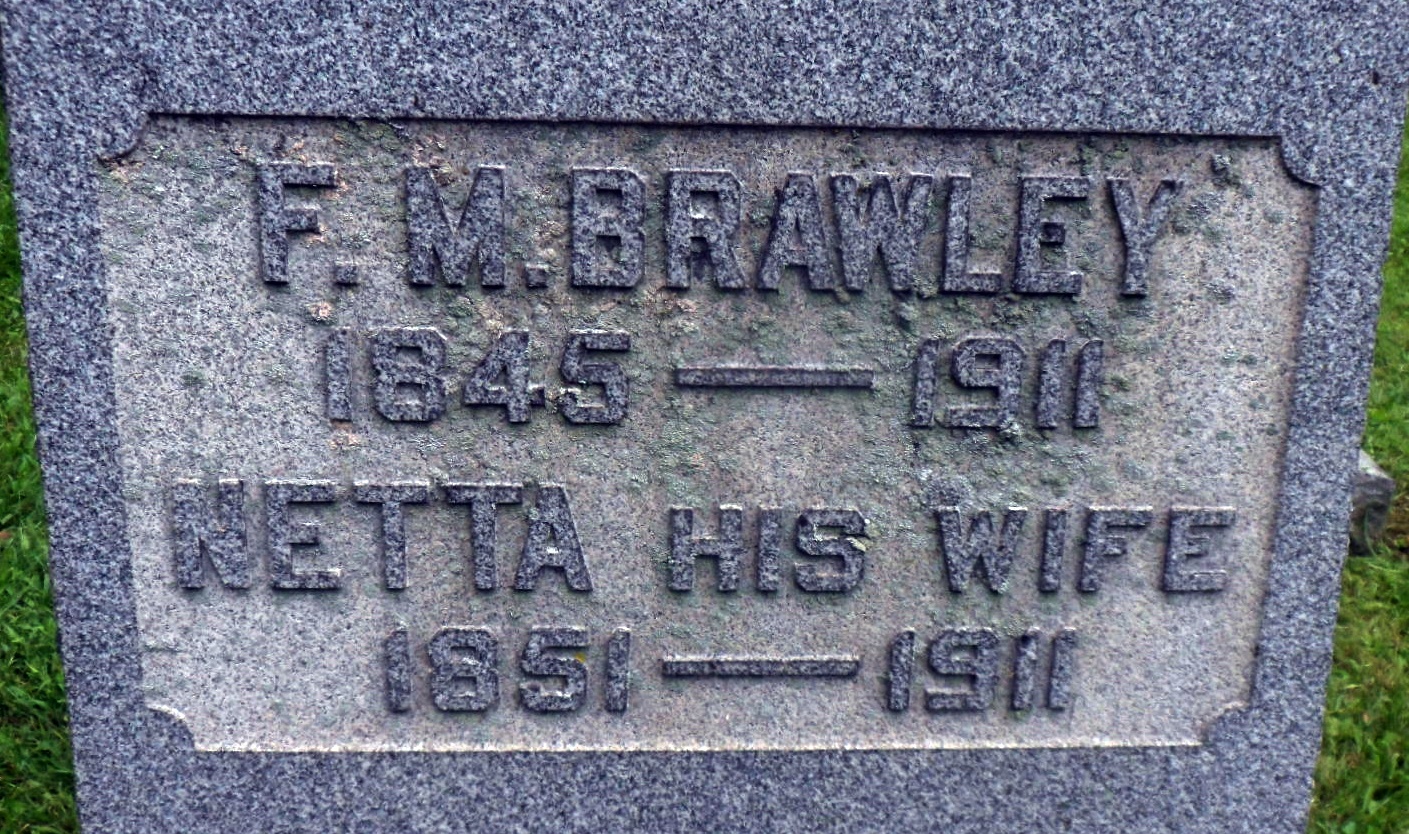 F. M. BRAWLEY
1845 — 1911
NETTA HIS WIFE
1851 — 1911